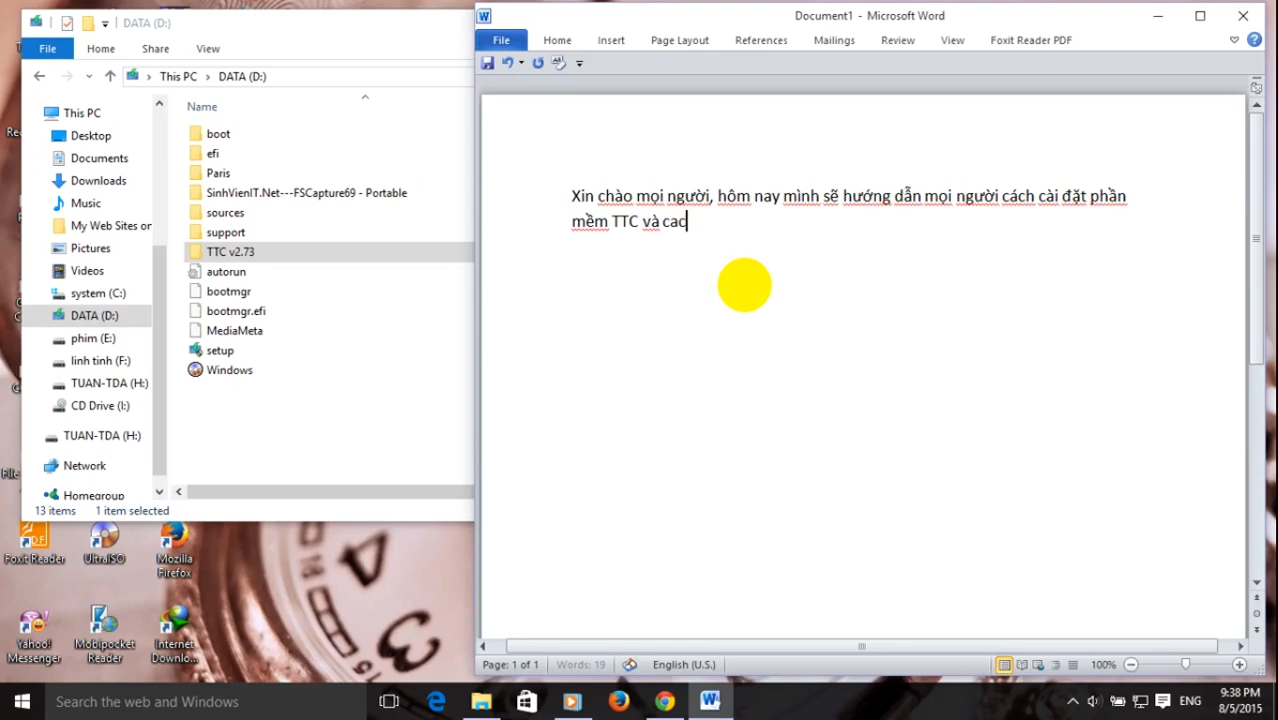 DATA (D:)
File Home Share View
This PC DATA (D:)
This PC
Desktop
Documents
Downloads
Music
My Web Sites on
Pictures
Videos
system (C:)
DATA (D:)
phim (E:)
linh tinh (F:)
TUAN-TDA (H:)
CD Drive (I:)
TUAN-TDA (H:)
Network
Homegroup
Name
boot
efi
Paris
SinhVienIT.Net---FSCapture69 - Portable
sources
support
TTC v2.73
autorun
bootmgr
bootmgr.efi
MediaMeta
setup
Windows
13 items 1 item selected
Document1 - Microsoft Word
File Home Insert Page Layout References Mailings Review View Foxit Reader PDF
Xin chào mọi người, hôm nay mình sẽ hướng dẫn mọi người cách cài đặt phần
mềm TTC và cac
Page: 1 of 1 Words: 19 English (U.S.) 100%
Foxit Reader
UltraISO
Mozilla
Firefox
Yahoo!
Messenger
Mobipocket
Reader
Internet
Downlo...
Search the web and Windows
ENG
9:38 PM
8/5/2015